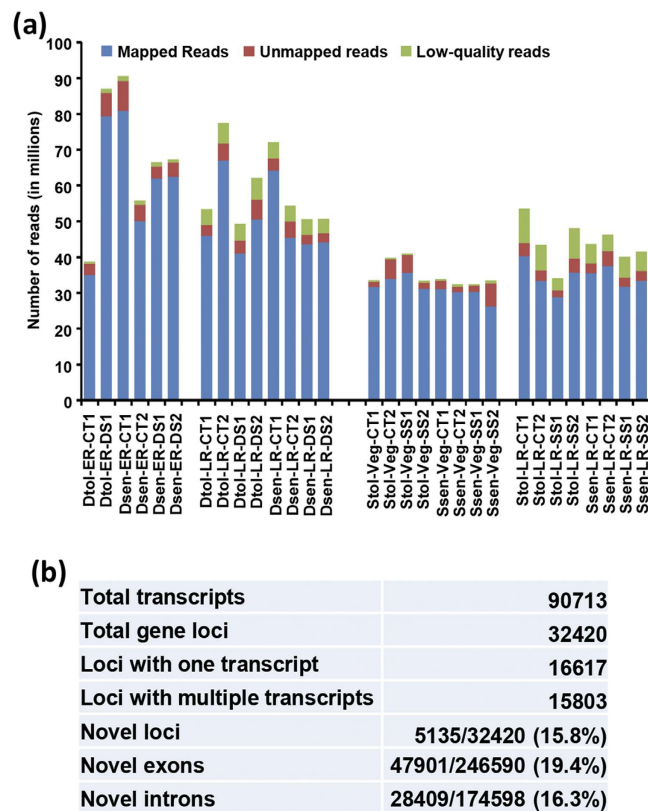 (a)
Mapped Reads Unmapped reads Low-quality reads
Number of reads (in millions)
100
90
80
70
60
50
40
30
20
10
0
Dtol-ER-CT1
Dtol-ER-DS1
Dsen-ER-CT1
Dsen-ER-CT2
Dsen-ER-DS1
Dsen-ER-DS2
Dtol-LR-CT1
Dtol-LR-CT2
Dtol-LR-DS1
Dtol-LR-DS2
Dsen-LR-CT1
Dsen-LR-CT2
Dsen-LR-DS1
Dsen-LR-DS2
Stol-Veg-CT1
Stol-Veg-CT2
Stol-Veg-SS1
Stol-Veg-SS2
Ssen-Veg-CT1
Ssen-Veg-CT2
Ssen-Veg-SS1
Ssen-Veg-SS2
Stol-LR-CT1
Stol-LR-CT2
Stol-LR-SS1
Stol-LR-SS2
Ssen-LR-CT1
Ssen-LR-CT2
Ssen-LR-SS1
Ssen-LR-SS2
(b)
Total transcripts 90713
Total gene loci 32420
Loci with one transcript 16617
Loci with multiple transcripts 15803
Novel loci 5135/32420 (15.8%)
Novel exons 47901/246590 (19.4%)
Novel introns 28409/174598 (16.3%)